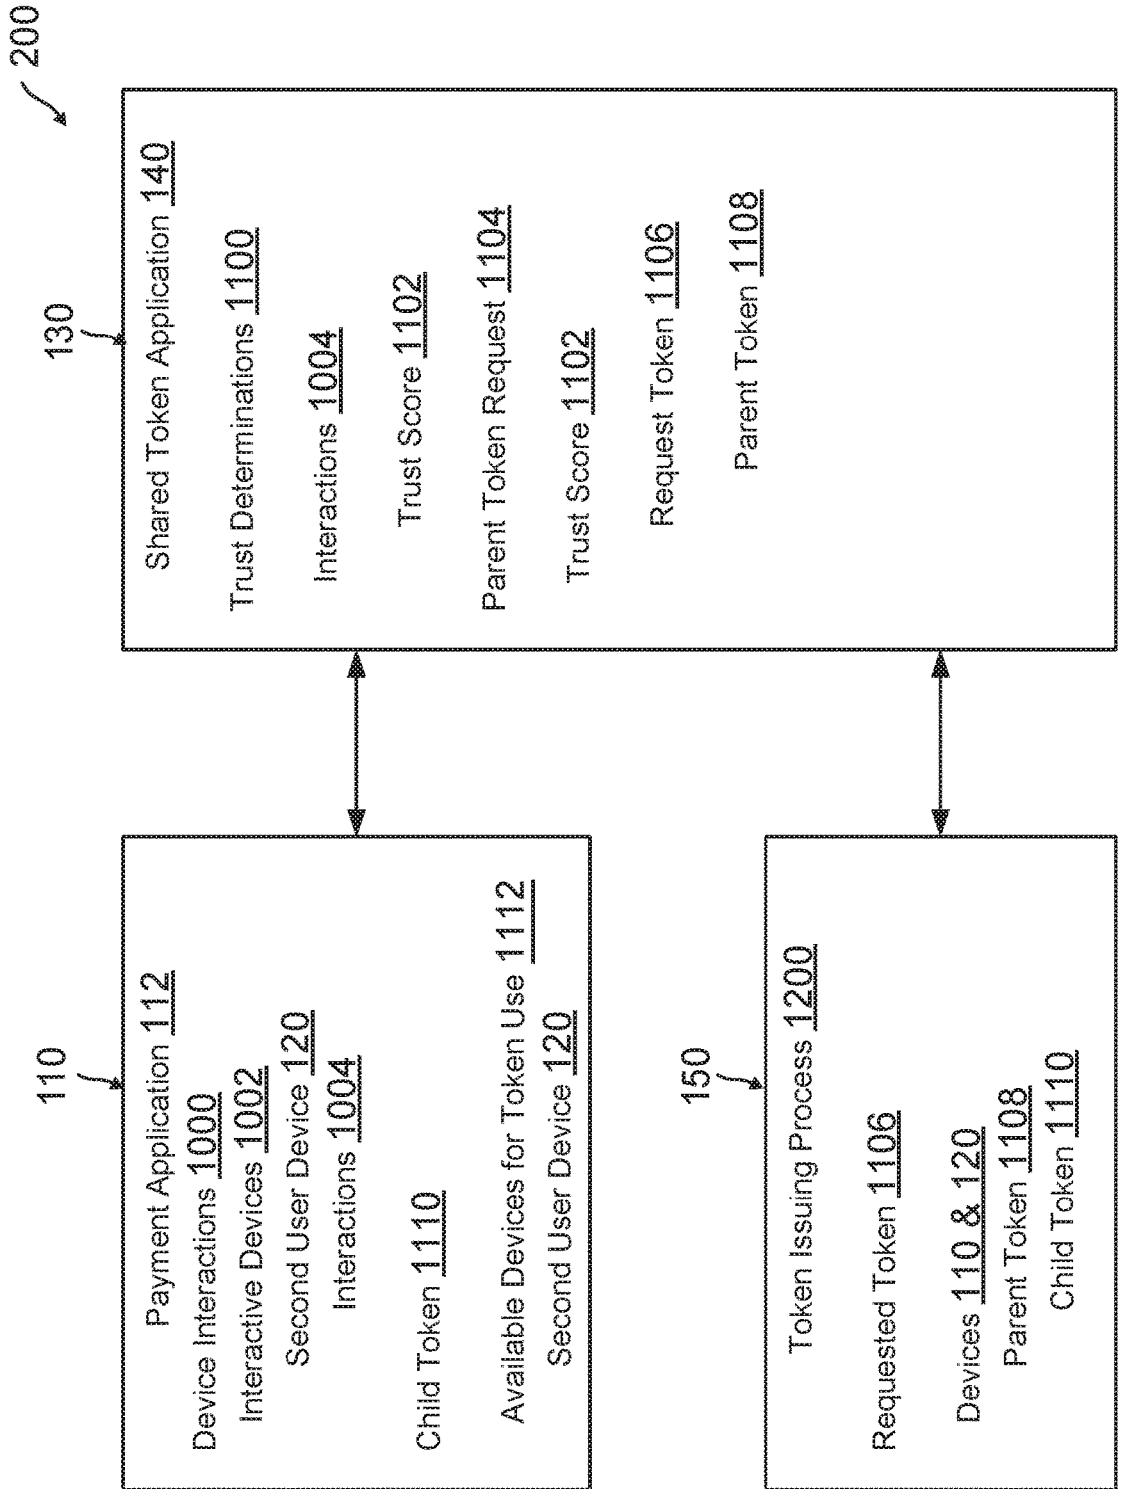 200
110
Payment Application 112
Device Interactions 1000
Interactive Devices 1002
Second User Device 120
Interactions 1004
Child Token 1110
Available Devices for Token Use 1112
Second User Device 120
130
Shared Token Application 140
Trust Determinations 1100
Interactions 1004
Trust Score 1102
Parent Token Request 1104
Trust Score 1102
Request Token 1106
Parent Token 1108
150
Token Issuing Process 1200
Requested Token 1106
Devices 110 & 120
Parent Token 1108
Child Token 1110